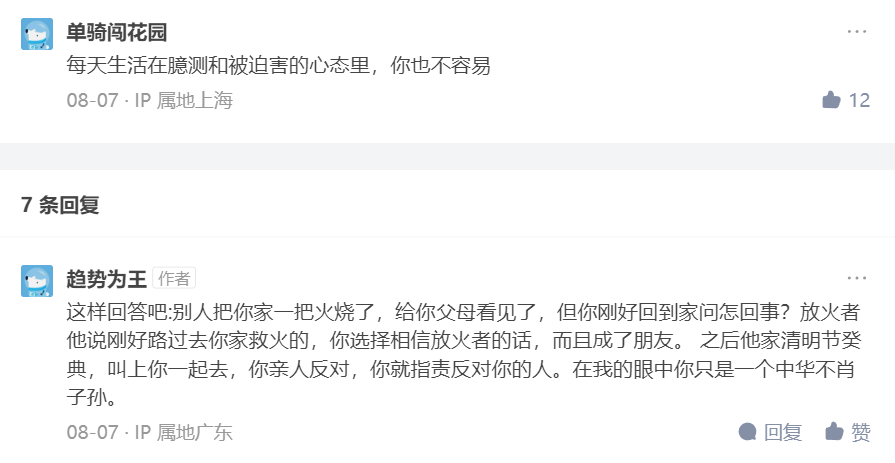 单骑闯花园
每天生活在臆测和被迫害的心态里，你也不容易
08-07 · IP 属地上海
12
7 条回复
趋势为王 作者
这样回答吧:别人把你家一把火烧了，给你父母看见了，但你刚好回到家问怎回事？放火者
他说刚好路过去你家救火的，你选择相信放火者的话，而且成了朋友。 之后他家清明节癸
典，叫上你一起去，你亲人反对，你就指责反对你的人。在我的眼中你只是一个中华不肖
子孙。
08-07 · IP 属地广东
回复 赞